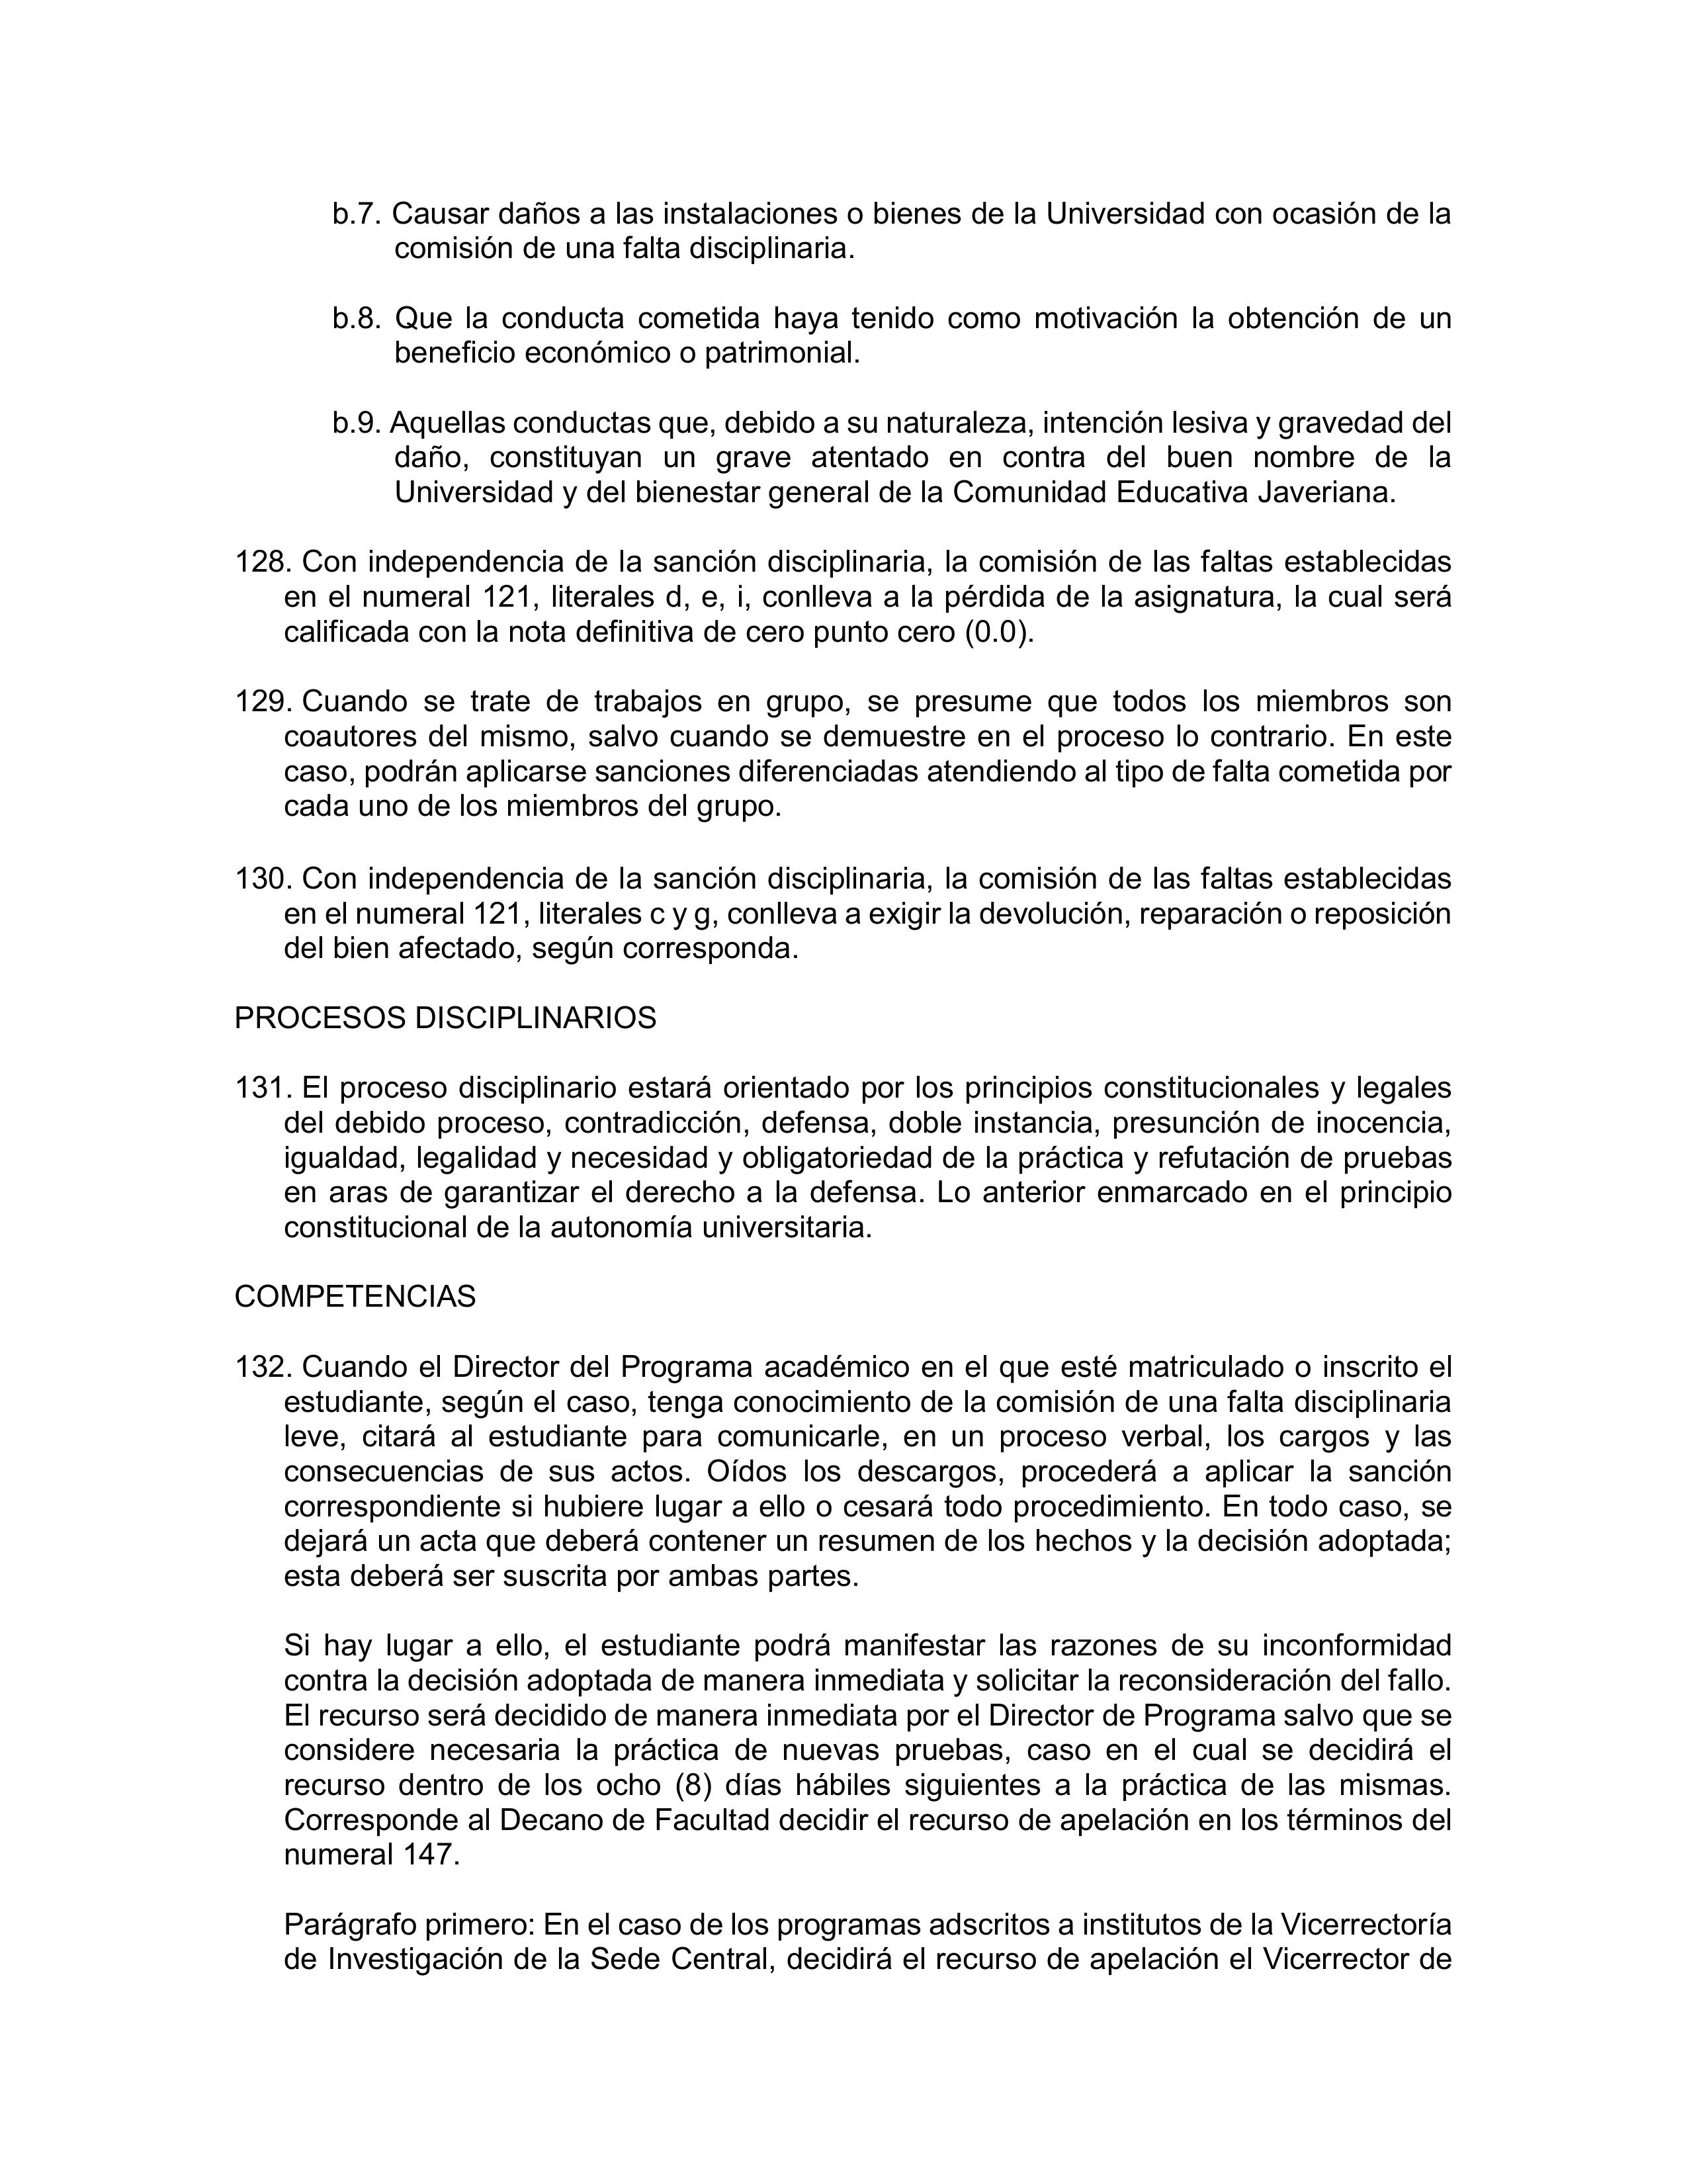 b.7. Causar daños a las instalaciones o bienes de la Universidad con ocasión de la
comisión de una falta disciplinaria.
b.8. Que la conducta cometida haya tenido como motivación la obtención de un
beneficio económico o patrimonial.
b.9. Aquellas conductas que, debido a su naturaleza, intención lesiva y gravedad del
daño, constituyan un grave atentado en contra del buen nombre de la
Universidad y del bienestar general de la Comunidad Educativa Javeriana.
128. Con independencia de la sanción disciplinaria, la comisión de las faltas establecidas
en el numeral 121, literales d, e, i, conlleva a la pérdida de la asignatura, la cual será
calificada con la nota definitiva de cero punto cero (0.0).
129. Cuando se trate de trabajos en grupo, se presume que todos los miembros son
coautores del mismo, salvo cuando se demuestre en el proceso lo contrario. En este
caso, podrán aplicarse sanciones diferenciadas atendiendo al tipo de falta cometida por
cada uno de los miembros del grupo.
130. Con independencia de la sanción disciplinaria, la comisión de las faltas establecidas
en el numeral 121, literales c y g, conlleva a exigir la devolución, reparación o reposición
del bien afectado, según corresponda.
PROCESOS DISCIPLINARIOS
131. El proceso disciplinario estará orientado por los principios constitucionales y legales
del debido proceso, contradicción, defensa, doble instancia, presunción de inocencia,
igualdad, legalidad y necesidad y obligatoriedad de la práctica y refutación de pruebas
en aras de garantizar el derecho a la defensa. Lo anterior enmarcado en el principio
constitucional de la autonomía universitaria.
COMPETENCIAS
132. Cuando el Director del Programa académico en el que esté matriculado o inscrito el
estudiante, según el caso, tenga conocimiento de la comisión de una falta disciplinaria
leve, citará al estudiante para comunicarle, en un proceso verbal, los cargos y las
consecuencias de sus actos. Oídos los descargos, procederá a aplicar la sanción
correspondiente si hubiere lugar a ello o cesará todo procedimiento. En todo caso, se
dejará un acta que deberá contener un resumen de los hechos y la decisión adoptada;
esta deberá ser suscrita por ambas partes.
Si hay lugar a ello, el estudiante podrá manifestar las razones de su inconformidad
contra la decisión adoptada de manera inmediata y solicitar la reconsideración del fallo.
El recurso será decidido de manera inmediata por el Director de Programa salvo que se
considere necesaria la práctica de nuevas pruebas, caso en el cual se decidirá el
recurso dentro de los ocho (8) días hábiles siguientes a la práctica de las mismas.
Corresponde al Decano de Facultad decidir el recurso de apelación en los términos del
numeral 147.
Parágrafo primero: En el caso de los programas adscritos a institutos de la Vicerrectoría
de Investigación de la Sede Central, decidirá el recurso de apelación el Vicerrector de